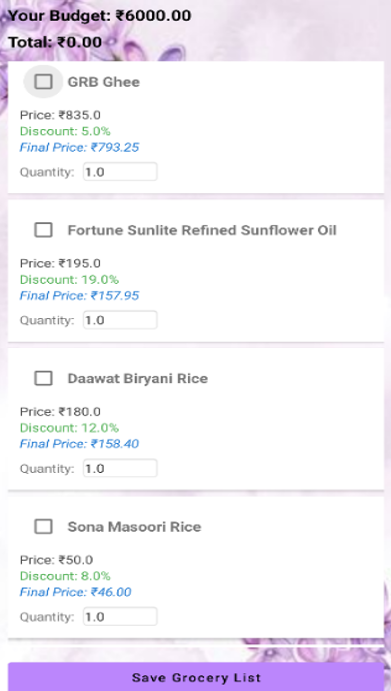 Your Budget: ₹6000.00
Total: ₹0.00
GRB Ghee
Price: ₹835.0
Discount: 5.0%
Final Price: ₹793.25
Quantity: 1.0
Fortune Sunlite Refined Sunflower Oil
Price: ₹195.0
Discount: 19.0%
Final Price: ₹157.95
Quantity: 1.0
Daawat Biryani Rice
Price: ₹180.0
Discount: 12.0%
Final Price: ₹158.40
Quantity: 1.0
Sona Masoori Rice
Price: ₹50.0
Discount: 8.0%
Final Price: ₹46.00
Quantity: 1.0
Save Grocery List